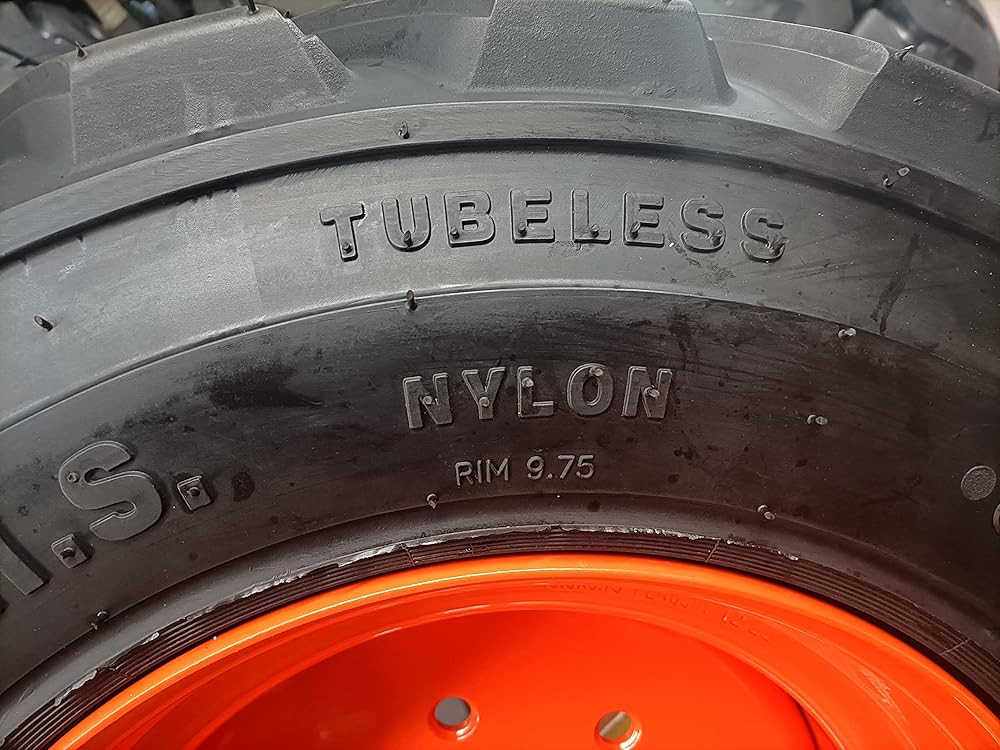 TUBELESS
NYLON
RIM 9.75
.S.